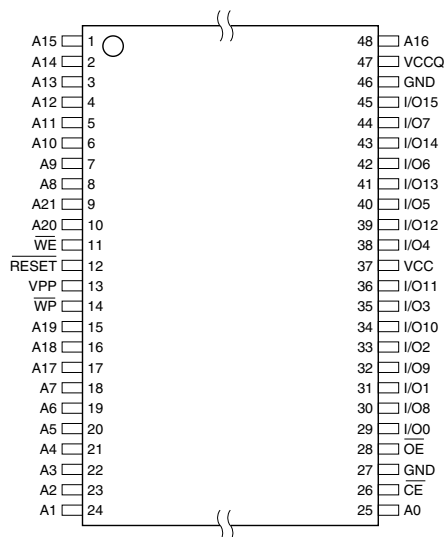 A15 1 48 A16
A14 2 47 VCCQ
A13 3 46 GND
A12 4 45 I/O15
A11 5 44 I/O7
A10 6 43 I/O14
A9 7 42 I/O6
A8 8 41 I/O13
A21 9 40 I/O5
A20 10 39 I/O12
WE 11 38 I/O4
RESET 12 37 VCC
VPP 13 36 I/O11
WP 14 35 I/O3
A19 15 34 I/O10
A18 16 33 I/O2
A17 17 32 I/O9
A7 18 31 I/O1
A6 19 30 I/O8
A5 20 29 I/O0
A4 21 28 OE
A3 22 27 GND
A2 23 26 CE
A1 24 25 A0